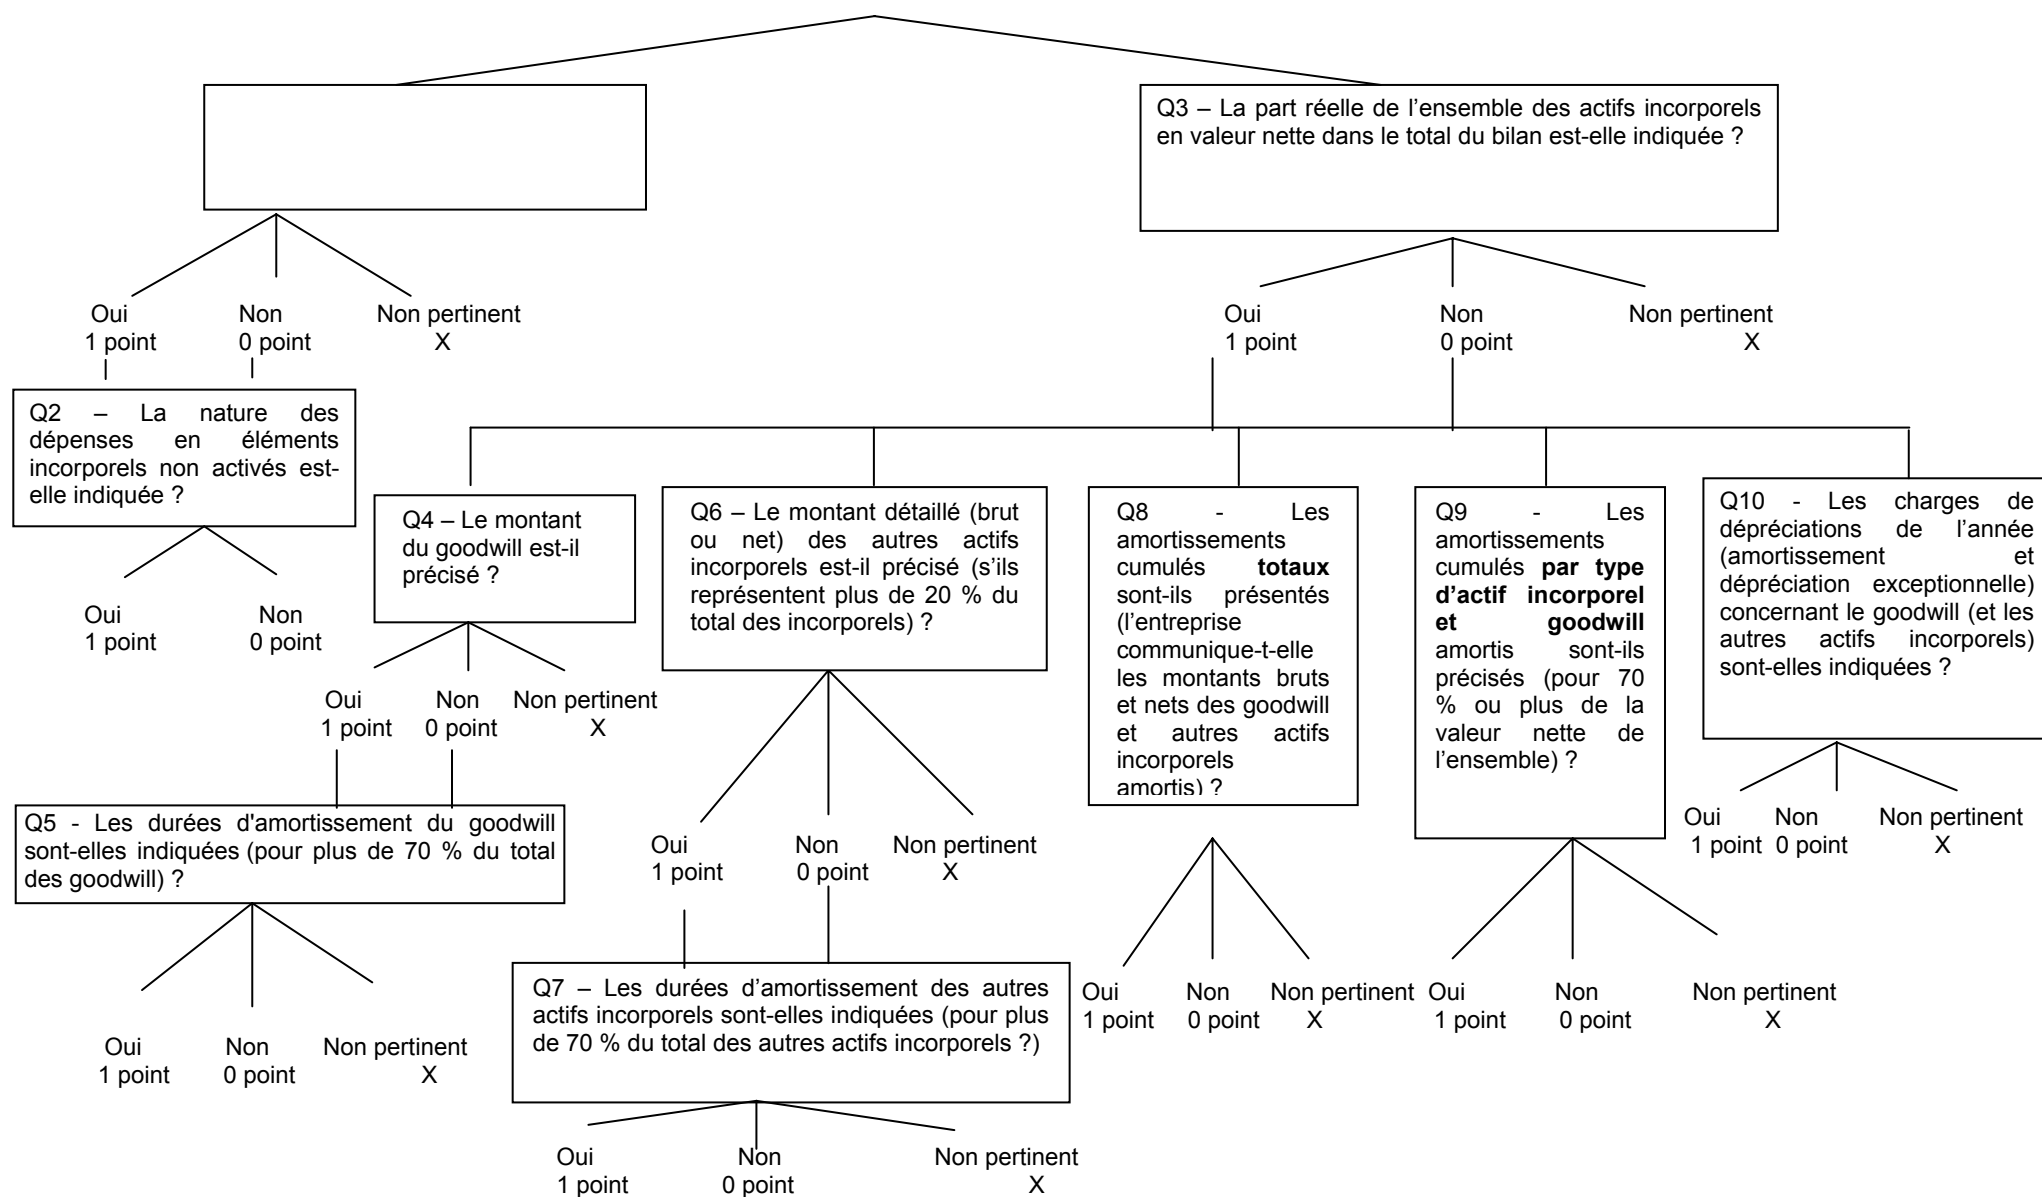 Q3 – La part réelle de l’ensemble des actifs incorporels
en valeur nette dans le total du bilan est-elle indiquée ?
Oui
1 point
Non
0 point
Non pertinent
X
Oui
1 point
Non
0 point
Non pertinent
X
Q2 – La nature des
dépenses en éléments
incorporels non activés est-
elle indiquée ?
Oui
1 point
Non
0 point
Q4 – Le montant
du goodwill est-il
précisé ?
Oui
1 point
Non
0 point
Non pertinent
X
Q5 - Les durées d'amortissement du goodwill
sont-elles indiquées (pour plus de 70 % du total
des goodwill) ?
Oui
1 point
Non
0 point
Non pertinent
X
Q6 – Le montant détaillé (brut
ou net) des autres actifs
incorporels est-il précisé (s’ils
représentent plus de 20 % du
total des incorporels) ?
Oui
1 point
Non
0 point
Non pertinent
X
Q7 – Les durées d’amortissement des autres
actifs incorporels sont-elles indiquées (pour plus
de 70 % du total des autres actifs incorporels ?)
Oui
1 point
Non
0 point
Non pertinent
X
Q8 - Les
amortissements
cumulés totaux
sont-ils présentés
(l’entreprise
communique-t-elle
les montants bruts
et nets des goodwill
et autres actifs
incorporels
amortis) ?
Oui
1 point
Non
0 point
Non pertinent
X
Q9 - Les
amortissements
cumulés par type
d’actif incorporel
et goodwill
amortis sont-ils
précisés (pour 70
% ou plus de la
valeur nette de
l’ensemble) ?
Oui
1 point
Non
0 point
Non pertinent
X
Q10 - Les charges de
dépréciations de l’année
(amortissement et
dépréciation exceptionnelle)
concernant le goodwill (et les
autres actifs incorporels)
sont-elles indiquées ?
Oui
1 point
Non
0 point
Non pertinent
X